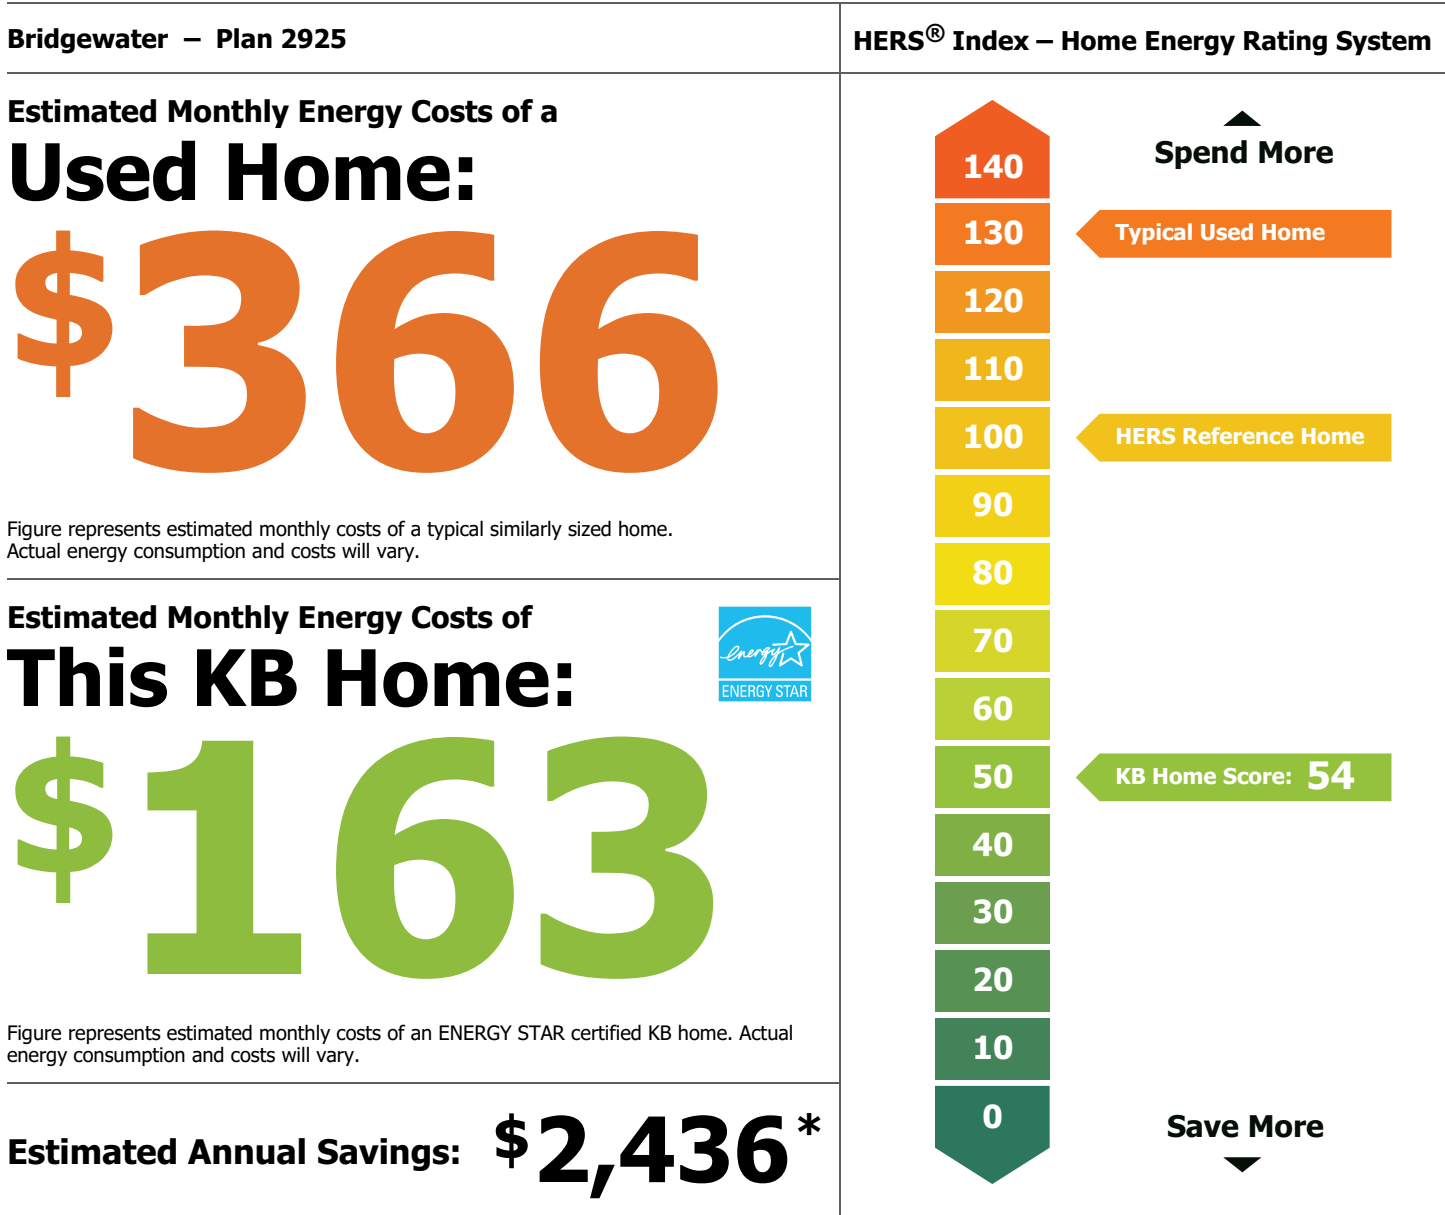 Bridgewater – Plan 2925
Estimated Monthly Energy Costs of a
Used Home:
$366
Figure represents estimated monthly costs of a typical similarly sized home.
Actual energy consumption and costs will vary.
Estimated Monthly Energy Costs of
This KB Home:
energy
ENERGY STAR
$163
Figure represents estimated monthly costs of an ENERGY STAR certified KB home. Actual
energy consumption and costs will vary.
Estimated Annual Savings: $2,436*
HERS® Index – Home Energy Rating System
Spend More
140
130 Typical Used Home
120
110
100 HERS Reference Home
90
80
70
60
50 KB Home Score: 54
40
30
20
10
0
Save More